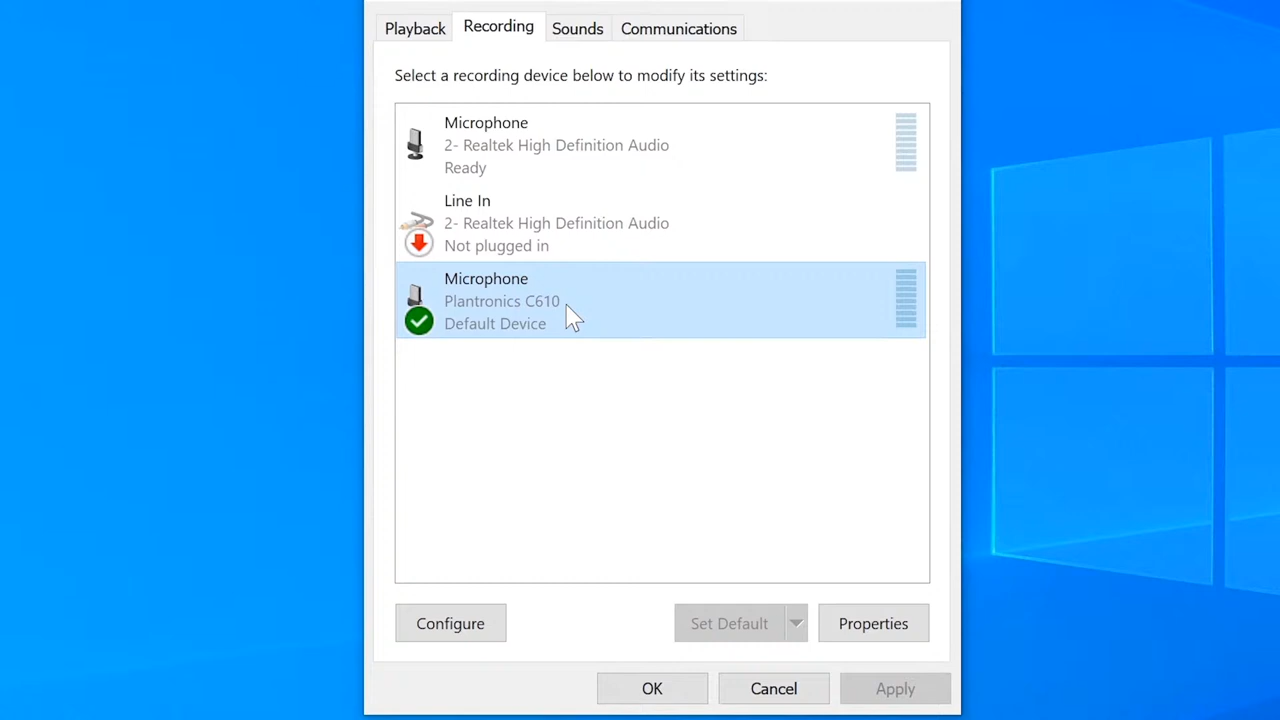 Playback
Recording
Sounds
Communications
Select a recording device below to modify its settings:
Microphone
2- Realtek High Definition Audio
Ready
Line In
2- Realtek High Definition Audio
Not plugged in
Microphone
Plantronics C610
Default Device
Configure
Set Default
Properties
OK
Cancel
Apply